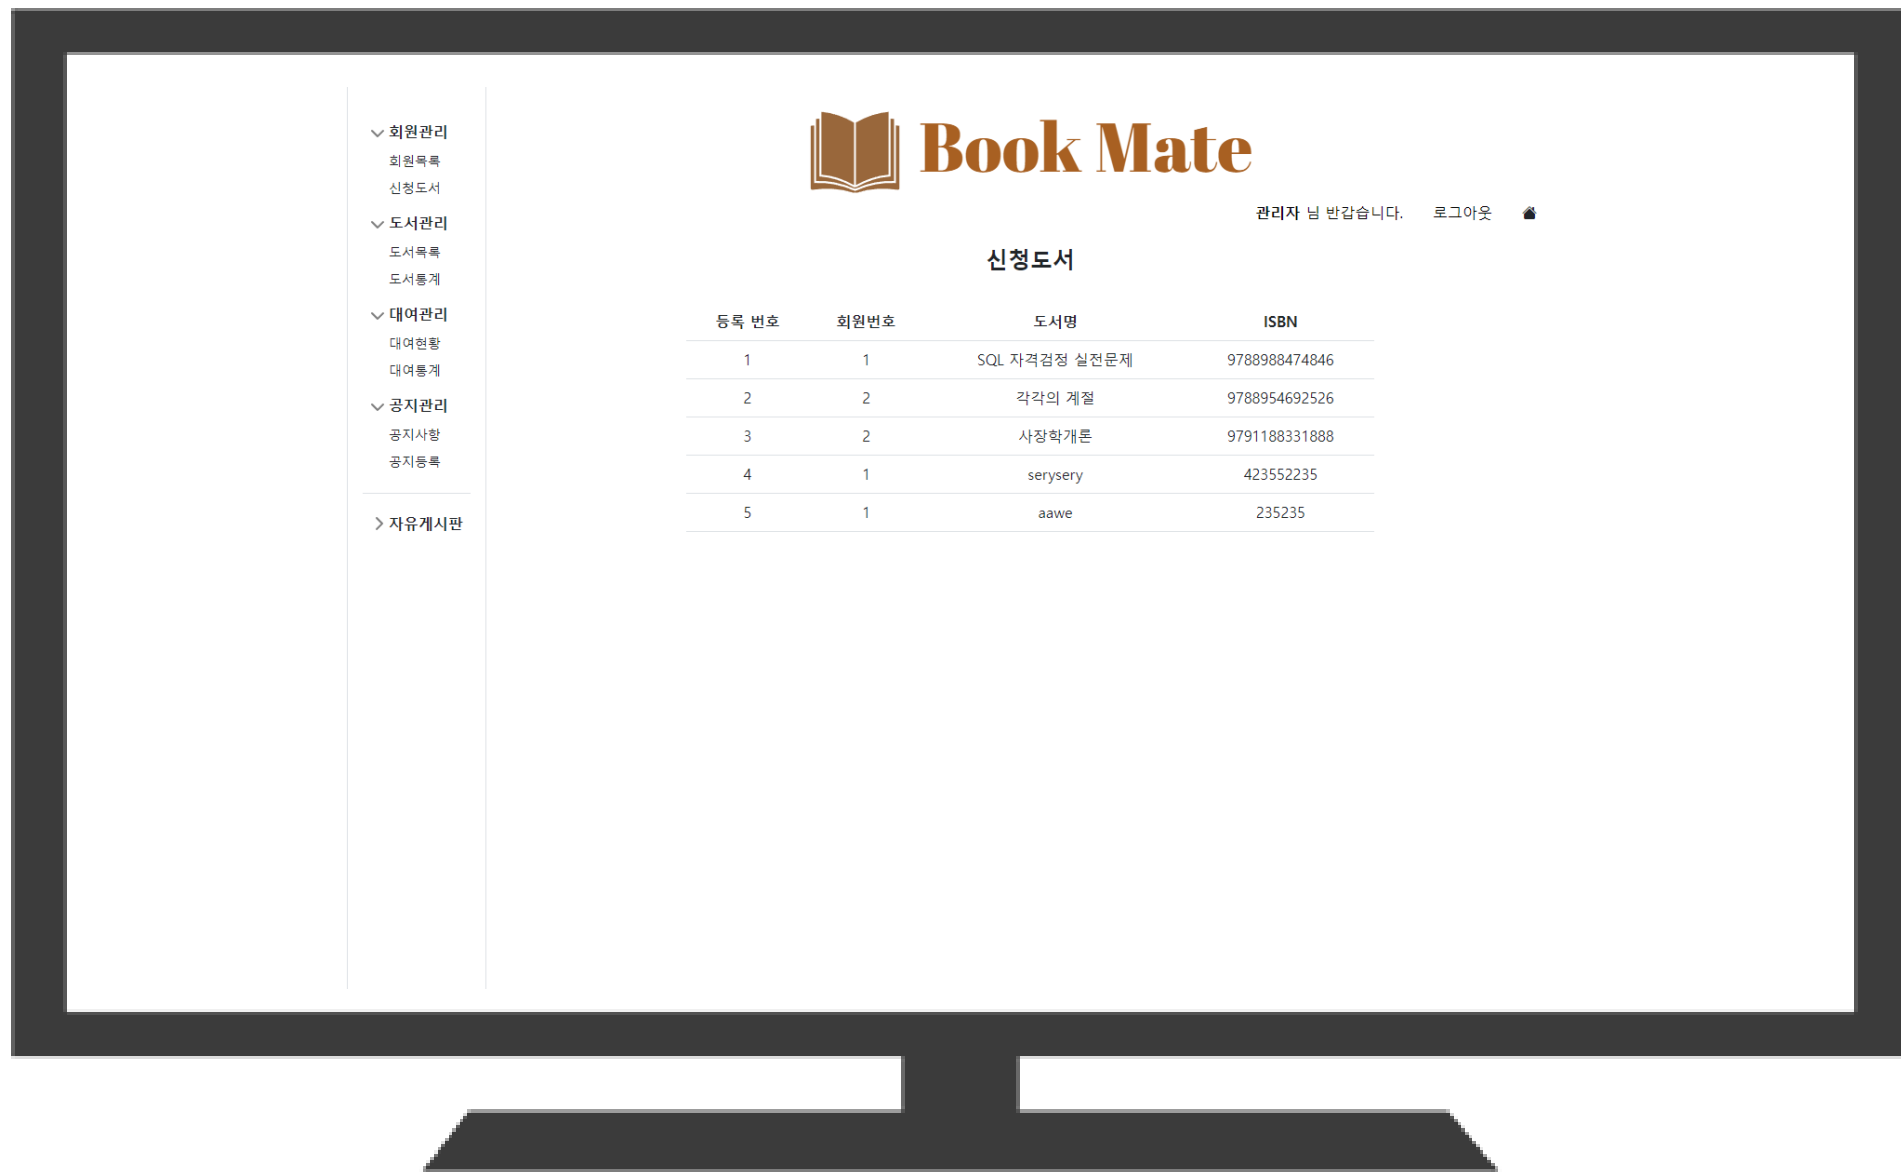 회원관리
회원목록
신청도서
도서관리
도서목록
도서통계
대여관리
대여현황
대여통계
공지관리
공지사항
공지등록
자유게시판
Book Mate
관리자 님 반갑습니다. 로그아웃
신청도서
등록 번호 회원번호 도서명 ISBN
1 1 SQL 자격검정 실전문제 9788988474846
2 2 각각의 계절 9788954692526
3 2 사장학개론 9791188331888
4 1 serysery 423552235
5 1 aawe 235235